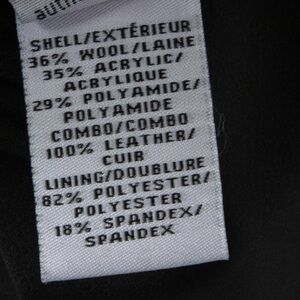 SHELL/EXTÉRIEUR
36% WOOL/LAINE
35% ACRYLIC/
ACRYLIQUE
29% POLYAMIDE/
POLYAMIDE
COMBO/COMBO
100% LEATHER/
CUIR
LINING/DOUBLURE
82% POLYESTER/
POLYESTER
18% SPANDEX/
SPANDEX